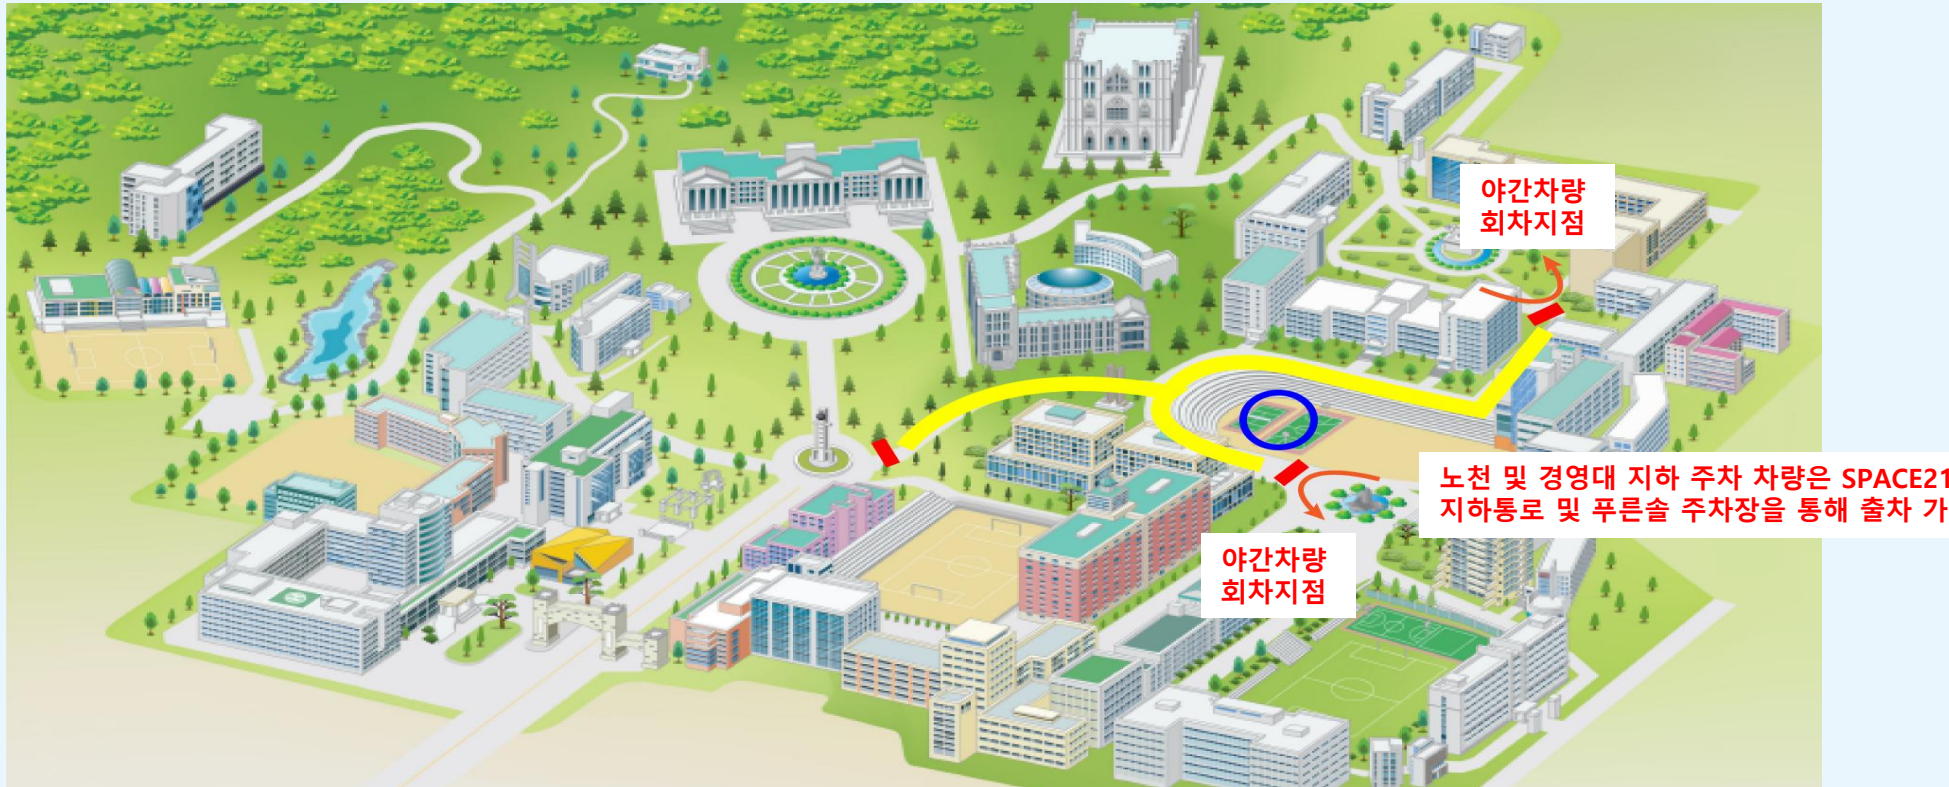 야간차량
회차지점
노천 및 경영대 지하 주차 차량은 SPACE21
지하통로 및 푸른솔 주차장을 통해 출차 가
야간차량
회차지점